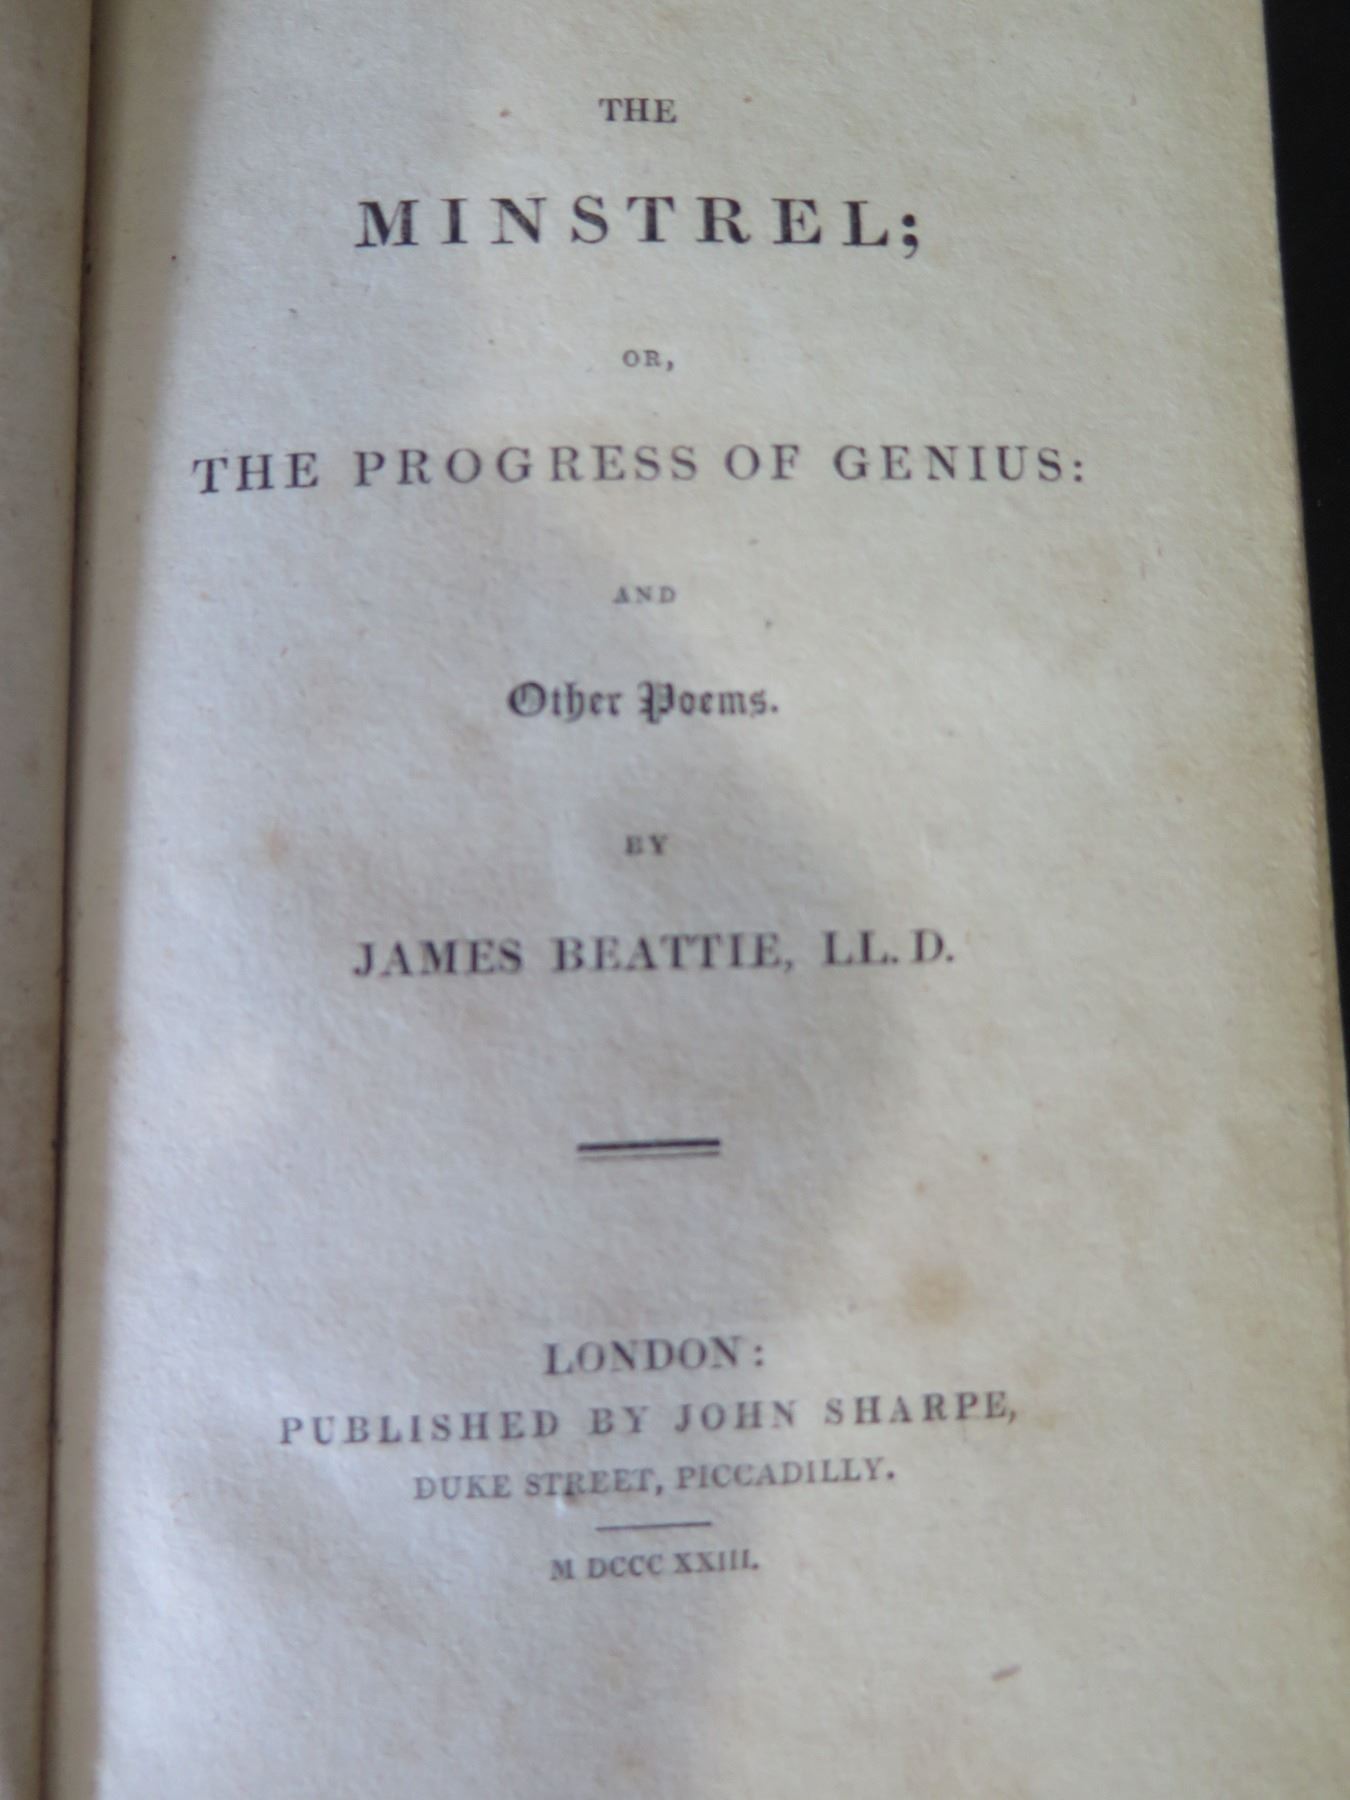 THE
MINSTREL;
OR,
THE PROGRESS OF GENIUS:
AND
Other Poems.
BY
JAMES BEATTIE, LL. D.
LONDON:
PUBLISHED BY JOHN SHARPE,
DUKE STREET, PICCADILLY.
M DCCC XXIII.